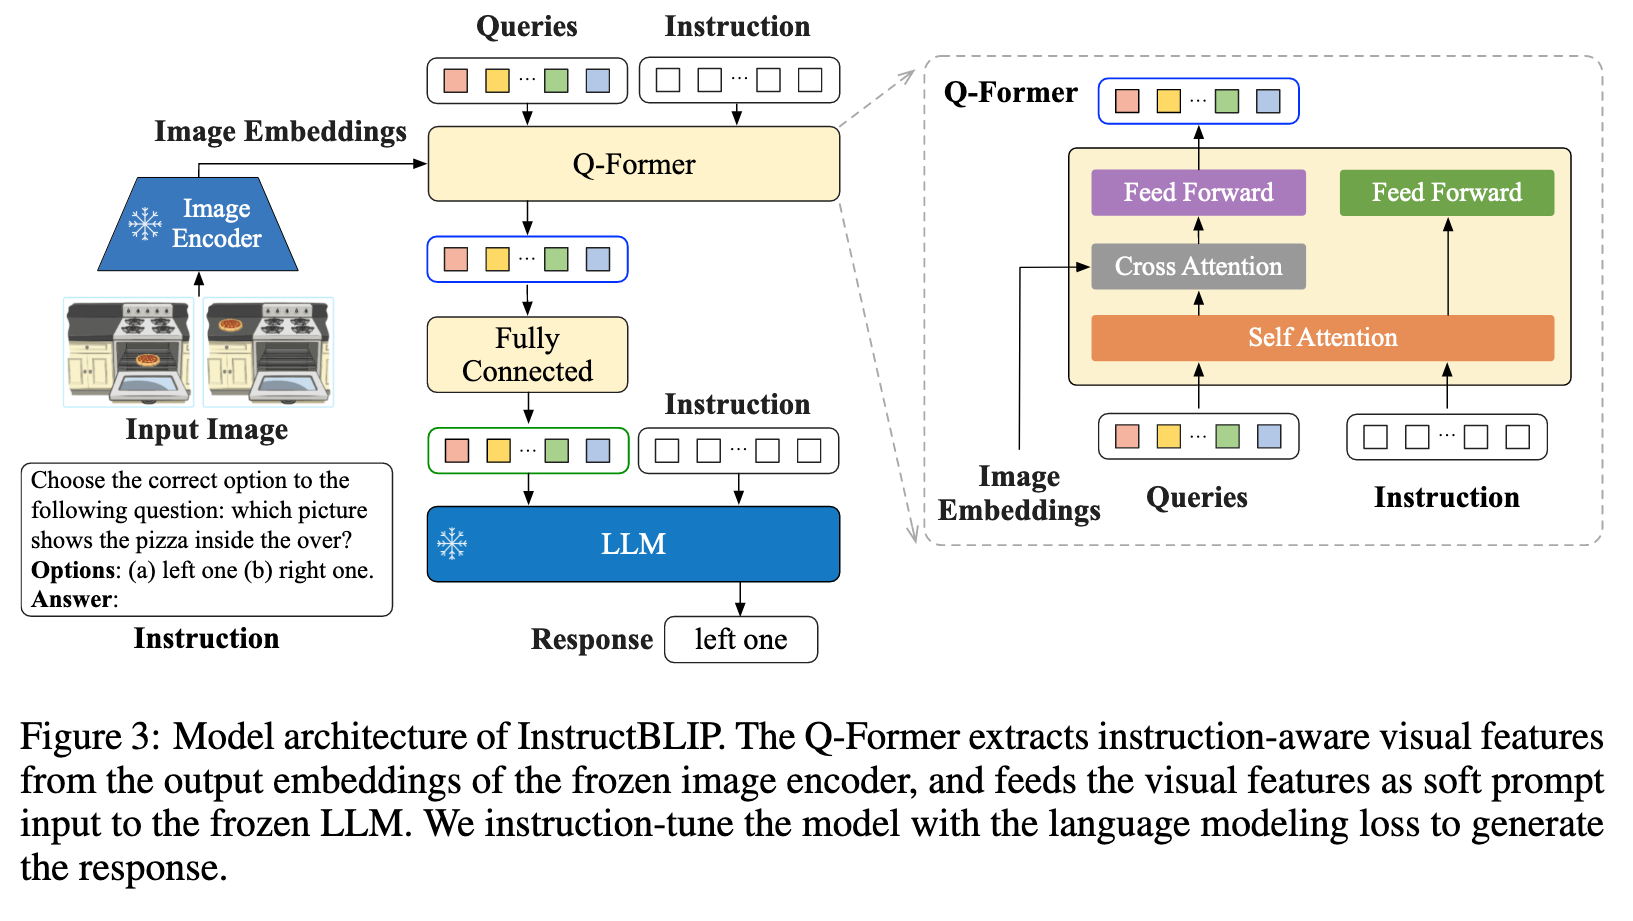 Queries
Instruction
Image Embeddings
Q-Former
Image
Encoder
Input Image
Choose the correct option to the
following question: which picture
shows the pizza inside the over?
Options: (a) left one (b) right one.
Answer:
Instruction
Fully
Connected
Instruction
LLM
Response
left one
Q-Former
Feed Forward
Feed Forward
Cross Attention
Self Attention
Image
Embeddings
Queries
Instruction
Figure 3: Model architecture of InstructBLIP. The Q-Former extracts instruction-aware visual features
from the output embeddings of the frozen image encoder, and feeds the visual features as soft prompt
input to the frozen LLM. We instruction-tune the model with the language modeling loss to generate
the response.